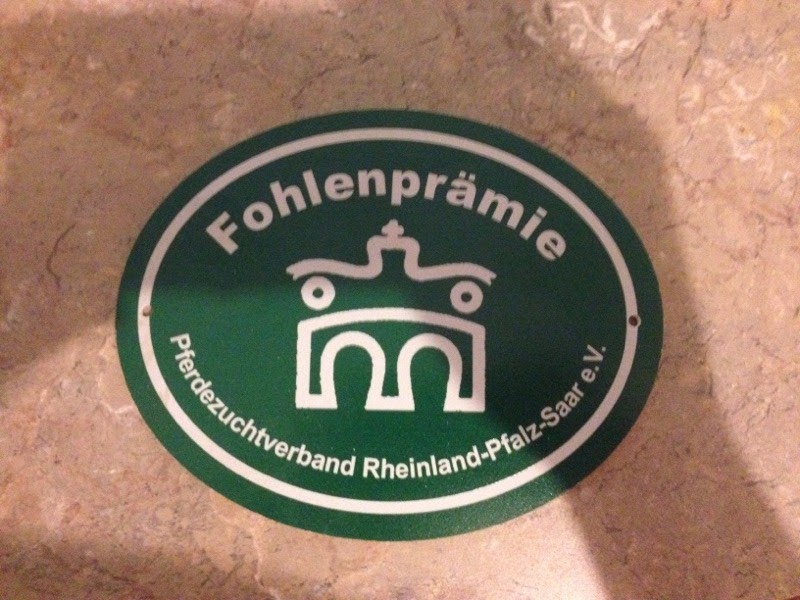 Fohlenprämie
Pferdezuchtverband Rheinland-Pfalz-Saar e.V.